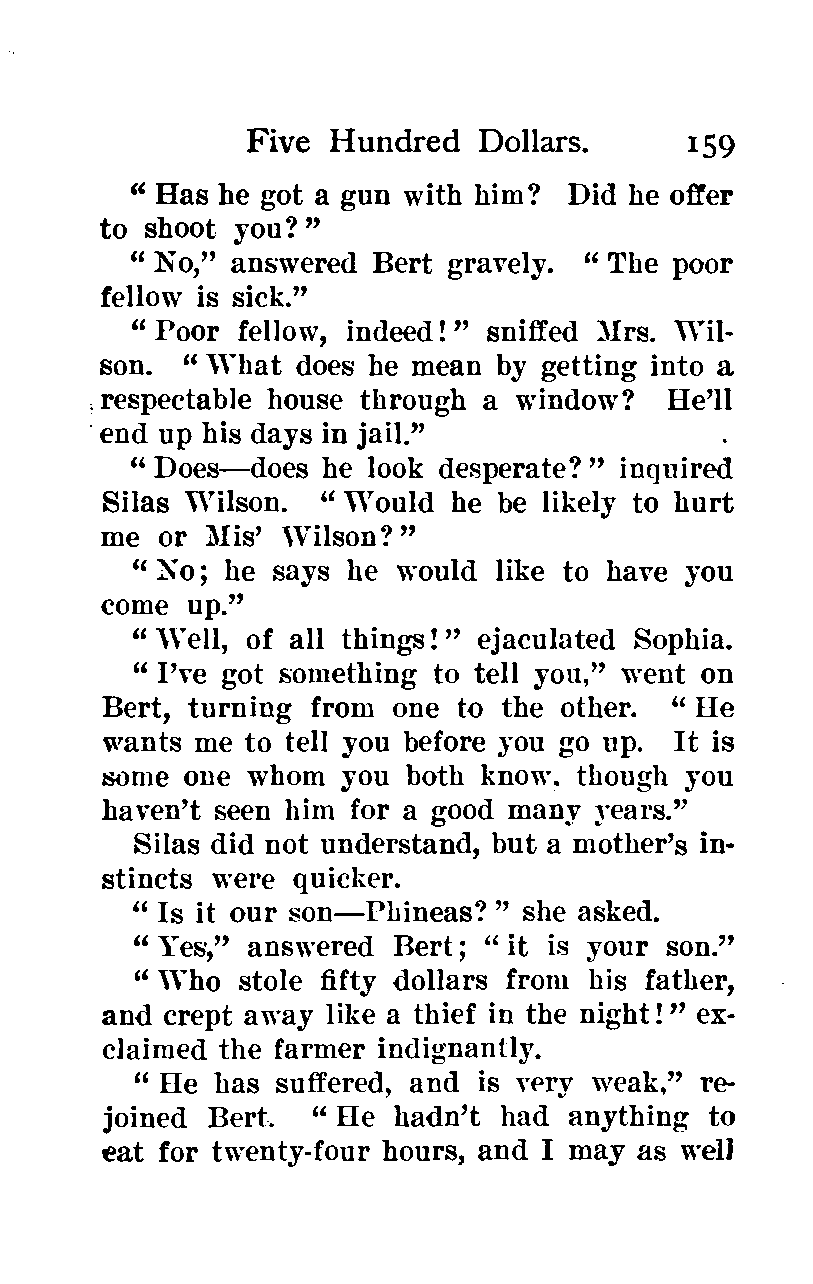 Five Hundred Dollars. 159
“ Has he got a gun with him? Did he offer
to shoot you? ”
“ No,” answered Bert gravely. “ The poor
fellow is sick.”
“ Poor fellow, indeed! ” sniffed Mrs. Wil-
son. “ What does he mean by getting into a
respectable house through a window? He’ll
end up his days in jail.”
“ Does—does he look desperate? ” inquired
Silas Wilson. “ Would he be likely to hurt
me or Mis’ Wilson? ”
“ No; he says he would like to have you
come up.”
“ Well, of all things! ” ejaculated Sophia.
“ I’ve got something to tell you,” went on
Bert, turning from one to the other. “ He
wants me to tell you before you go up. It is
some one whom you both know. though you
haven’t seen him for a good many years.”
Silas did not understand, but a mother’s in-
stincts were quicker.
“ Is it our son—Phineas? ” she asked.
“ Yes,” answered Bert; “ it is your son.”
“ Who stole fifty dollars from his father,
and crept away like a thief in the night! ” ex-
claimed the farmer indignantly.
“ He has suffered, and is very weak,” re-
joined Bert. “ He hadn’t had anything to
eat for twenty-four hours, and I may as well